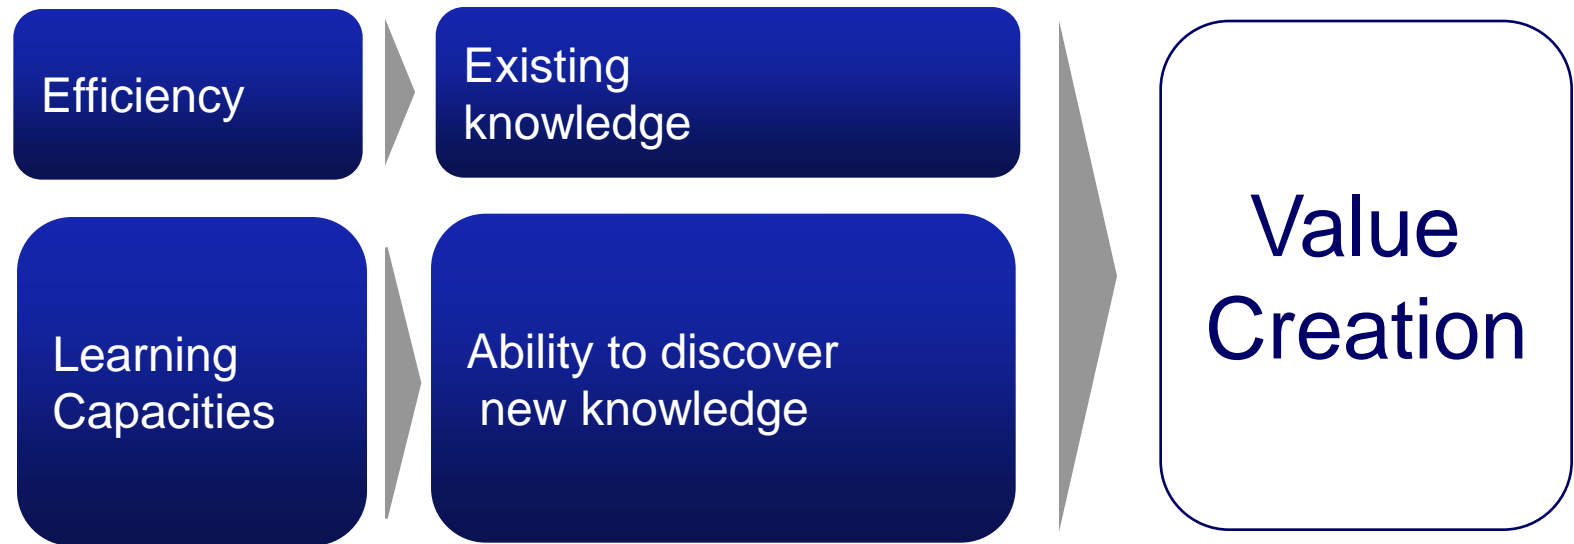 Efficiency
Existing
knowledge
Learning
Capacities
Ability to discover
new knowledge
Value
Creation